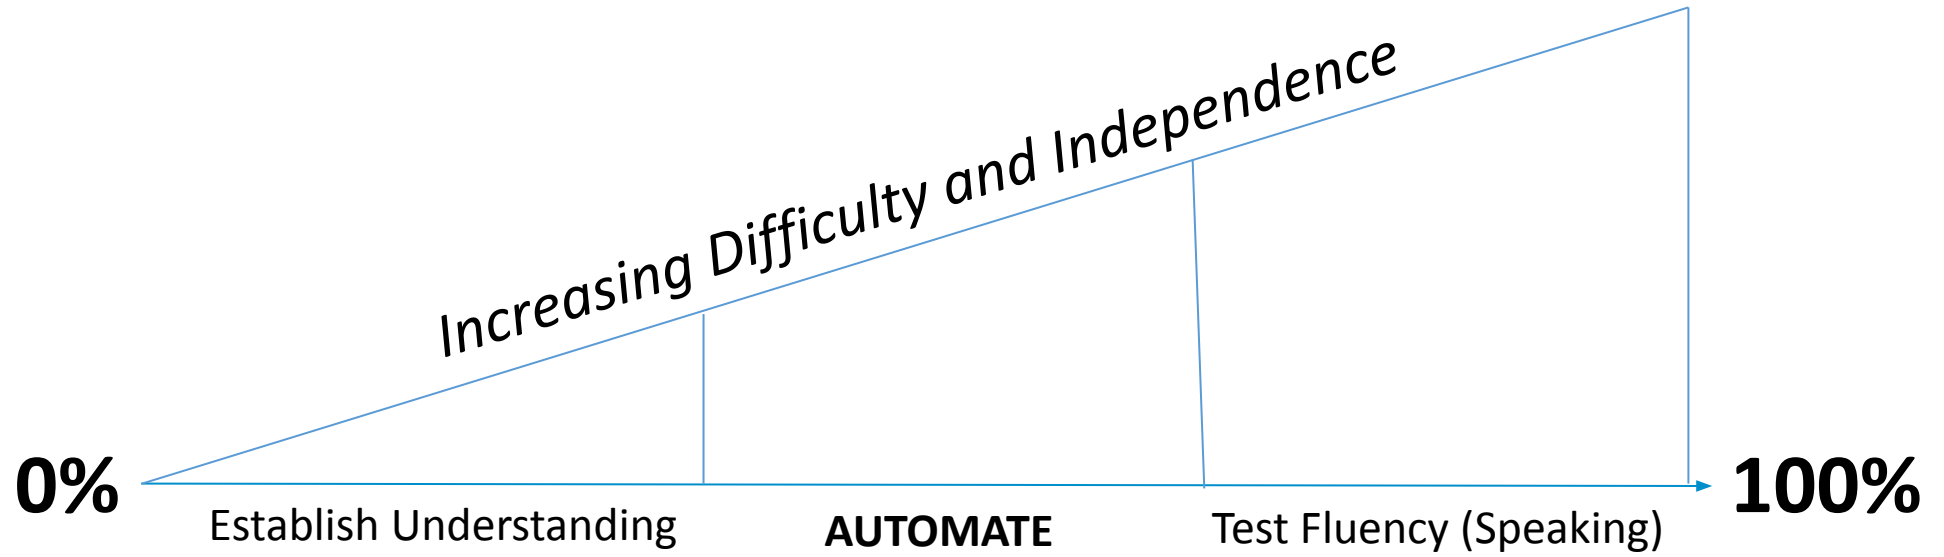 Increasing Difficulty and Independence
0%
100%
Establish Understanding
AUTOMATE
Test Fluency (Speaking)